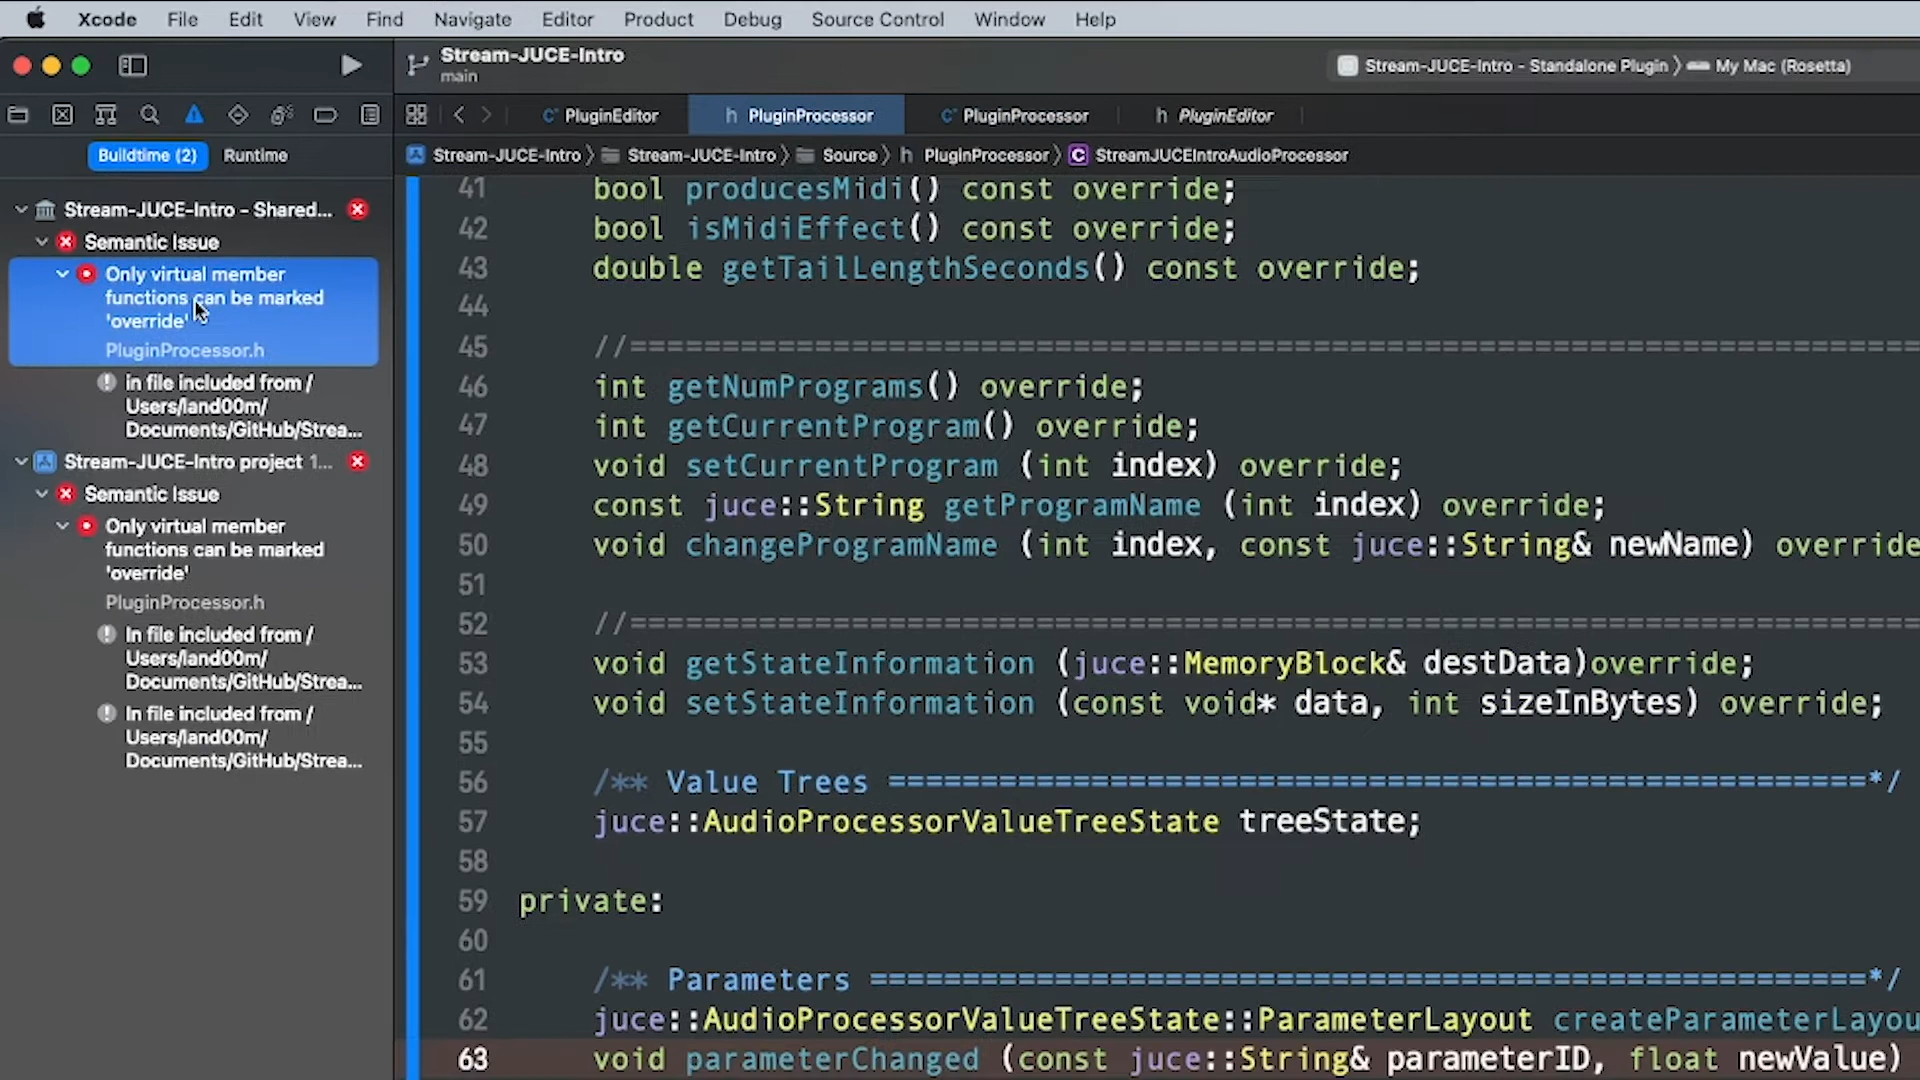 Xcode File Edit View Find Navigate Editor Product Debug Source Control Window Help
Stream-JUCE-Intro
main
Stream-JUCE-Intro - Standalone Plugin 〉 My Mac (Rosetta)
PluginEditor
h PluginProcessor
PluginProcessor
h PluginEditor
Buildtime (2) Runtime
Stream-JUCE-Intro 〉 Stream-JUCE-Intro 〉 Source 〉 h PluginProcessor 〉 C StreamJUCEIntroAudioProcessor
Stream-JUCE-Intro - Shared...
Semantic Issue
Only virtual member
functions can be marked
'override'
PluginProcessor.h
In file included from /
Users/land00m/
Documents/GitHub/Strea...
Stream-JUCE-Intro project 1...
Semantic Issue
Only virtual member
functions can be marked
'override'
PluginProcessor.h
In file included from /
Users/land00m/
Documents/GitHub/Strea...
In file included from /
Users/land00m/
Documents/GitHub/Strea...
41 bool producesMidi() const override;
42 bool isMidiEffect() const override;
43 double getTailLengthSeconds() const override;
44
45 //======================================================================
46 int getNumPrograms() override;
47 int getCurrentProgram() override;
48 void setCurrentProgram (int index) override;
49 const juce::String getProgramName (int index) override;
50 void changeProgramName (int index, const juce::String& newName) override
51
52 //======================================================================
53 void getStateInformation (juce::MemoryBlock& destData)override;
54 void setStateInformation (const void* data, int sizeInBytes) override;
55
56 /** Value Trees =====================================================*/
57 juce::AudioProcessorValueTreeState treeState;
58
59 private:
60
61 /** Parameters ======================================================*/
62 juce::AudioProcessorValueTreeState::ParameterLayout createParameterLayou
63 void parameterChanged (const juce::String& parameterID, float newValue)